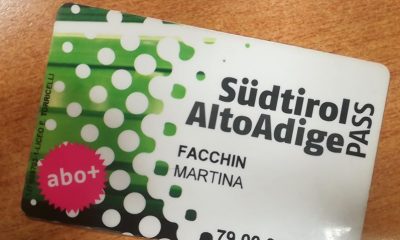 Südtirol
AltoAdige
PASS
FACCHIN
MARTINA
abo+